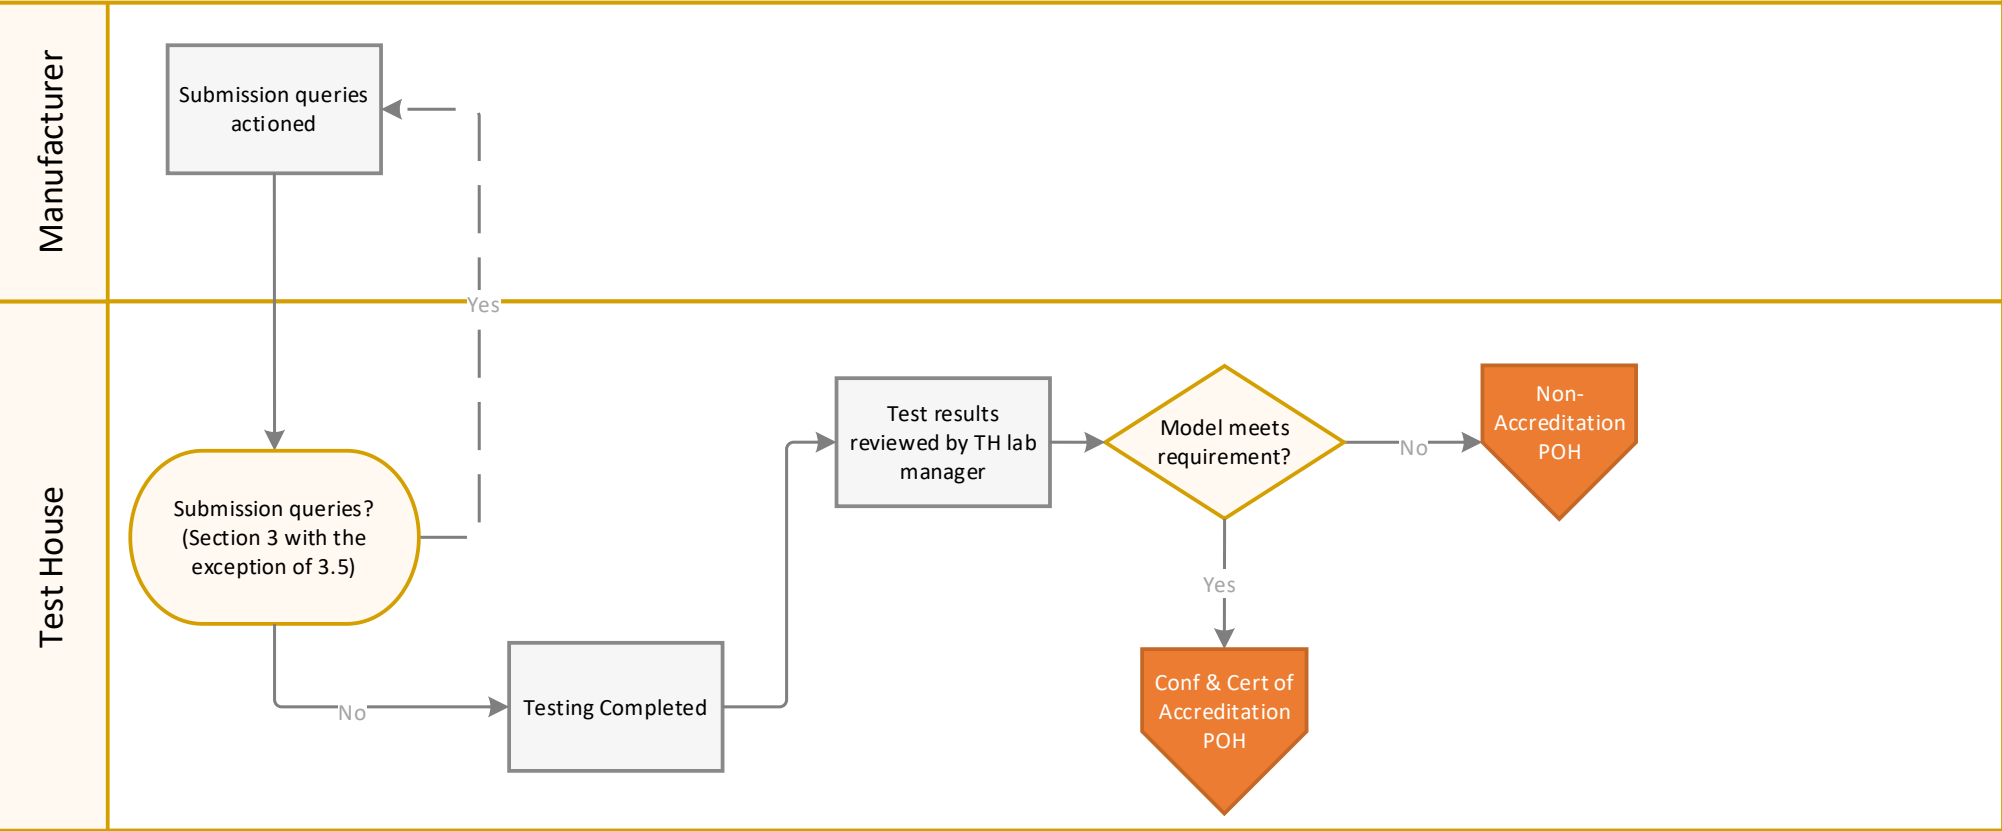 Manufacturer
Submission queries
actioned
Yes
Test House
Submission queries?
(Section 3 with the
exception of 3.5)
No
Testing Completed
Test results
reviewed by TH lab
manager
Model meets
requirement?
No
Non-
Accreditation
POH
Yes
Conf & Cert of
Accreditation
POH